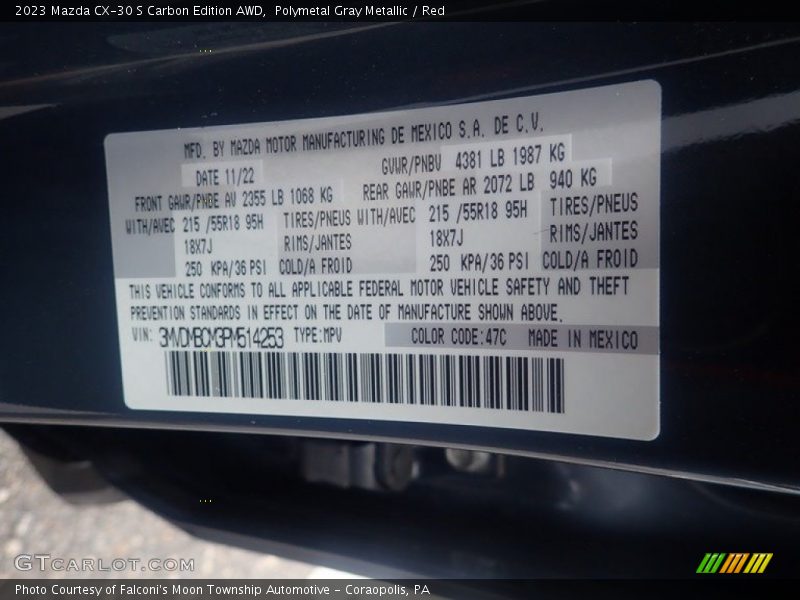 2023 Mazda CX-30 S Carbon Edition AWD,  Polymetal Gray Metallic / Red
MFD. BY MAZDA MOTOR MANUFACTURING DE MEXICO S.A. DE C.V.
DATE 11/22 GVWR/PNBV 4381 LB 1987 KG
FRONT GAWR/PNBE AV 2355 LB 1068 KG REAR GAWR/PNBE AR 2072 LB 940 KG
WITH/AVEC 215 /55R18 95H TIRES/PNEUS WITH/AVEC 215 /55R18 95H TIRES/PNEUS
18X7J RIMS/JANTES 18X7J RIMS/JANTES
250 KPA/36 PSI COLD/A FROID 250 KPA/36 PSI COLD/A FROID
THIS VEHICLE CONFORMS TO ALL APPLICABLE FEDERAL MOTOR VEHICLE SAFETY AND THEFT
PREVENTION STANDARDS IN EFFECT ON THE DATE OF MANUFACTURE SHOWN ABOVE.
VIN: 3MVDMBCM3PM514253 TYPE:MPV COLOR CODE:47C MADE IN MEXICO
GTCARLOT.COM
Photo Courtesy of Falconi's Moon Township Automotive - Coraopolis, PA